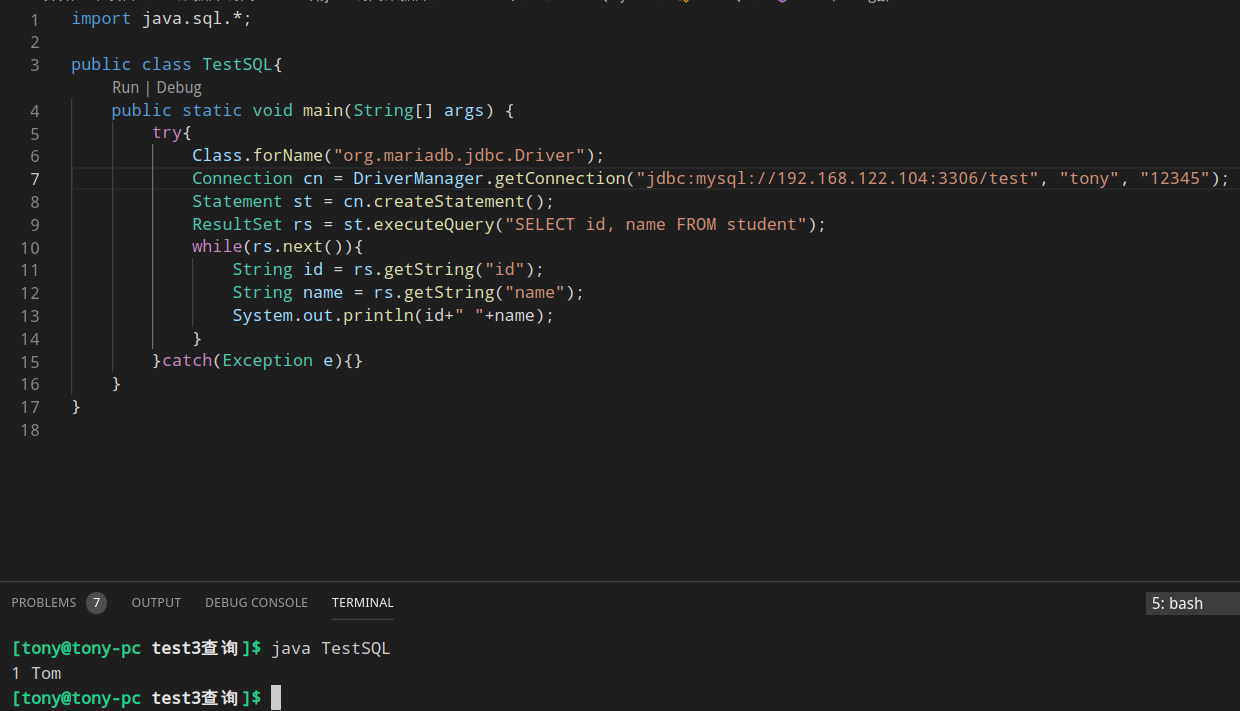 1 import java.sql.*;
2
3 public class TestSQL{
Run | Debug
4 public static void main(String[] args) {
5 try{
6 Class.forName("org.mariadb.jdbc.Driver");
7 Connection cn = DriverManager.getConnection("jdbc:mysql://192.168.122.104:3306/test", "tony", "12345");
8 Statement st = cn.createStatement();
9 ResultSet rs = st.executeQuery("SELECT id, name FROM student");
10 while(rs.next()){
11 String id = rs.getString("id");
12 String name = rs.getString("name");
13 System.out.println(id+" "+name);
14 }
15 }catch(Exception e){}
16 }
17 }
18
PROBLEMS 7 OUTPUT DEBUG CONSOLE TERMINAL 5: bash
[tony@tony-pc test3查询]$ java TestSQL
1 Tom
[tony@tony-pc test3查询]$